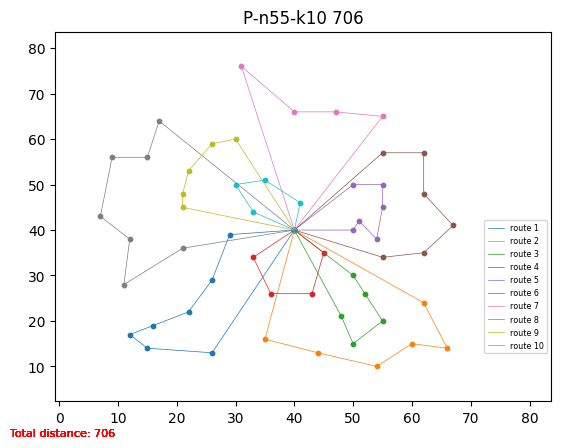 P-n55-k10 706
80
70
60
50
40
30
20
10
0 10 20 30 40 50 60 70 80
route 1
route 2
route 3
route 4
route 5
route 6
route 7
route 8
route 9
route 10
Total distance: 706